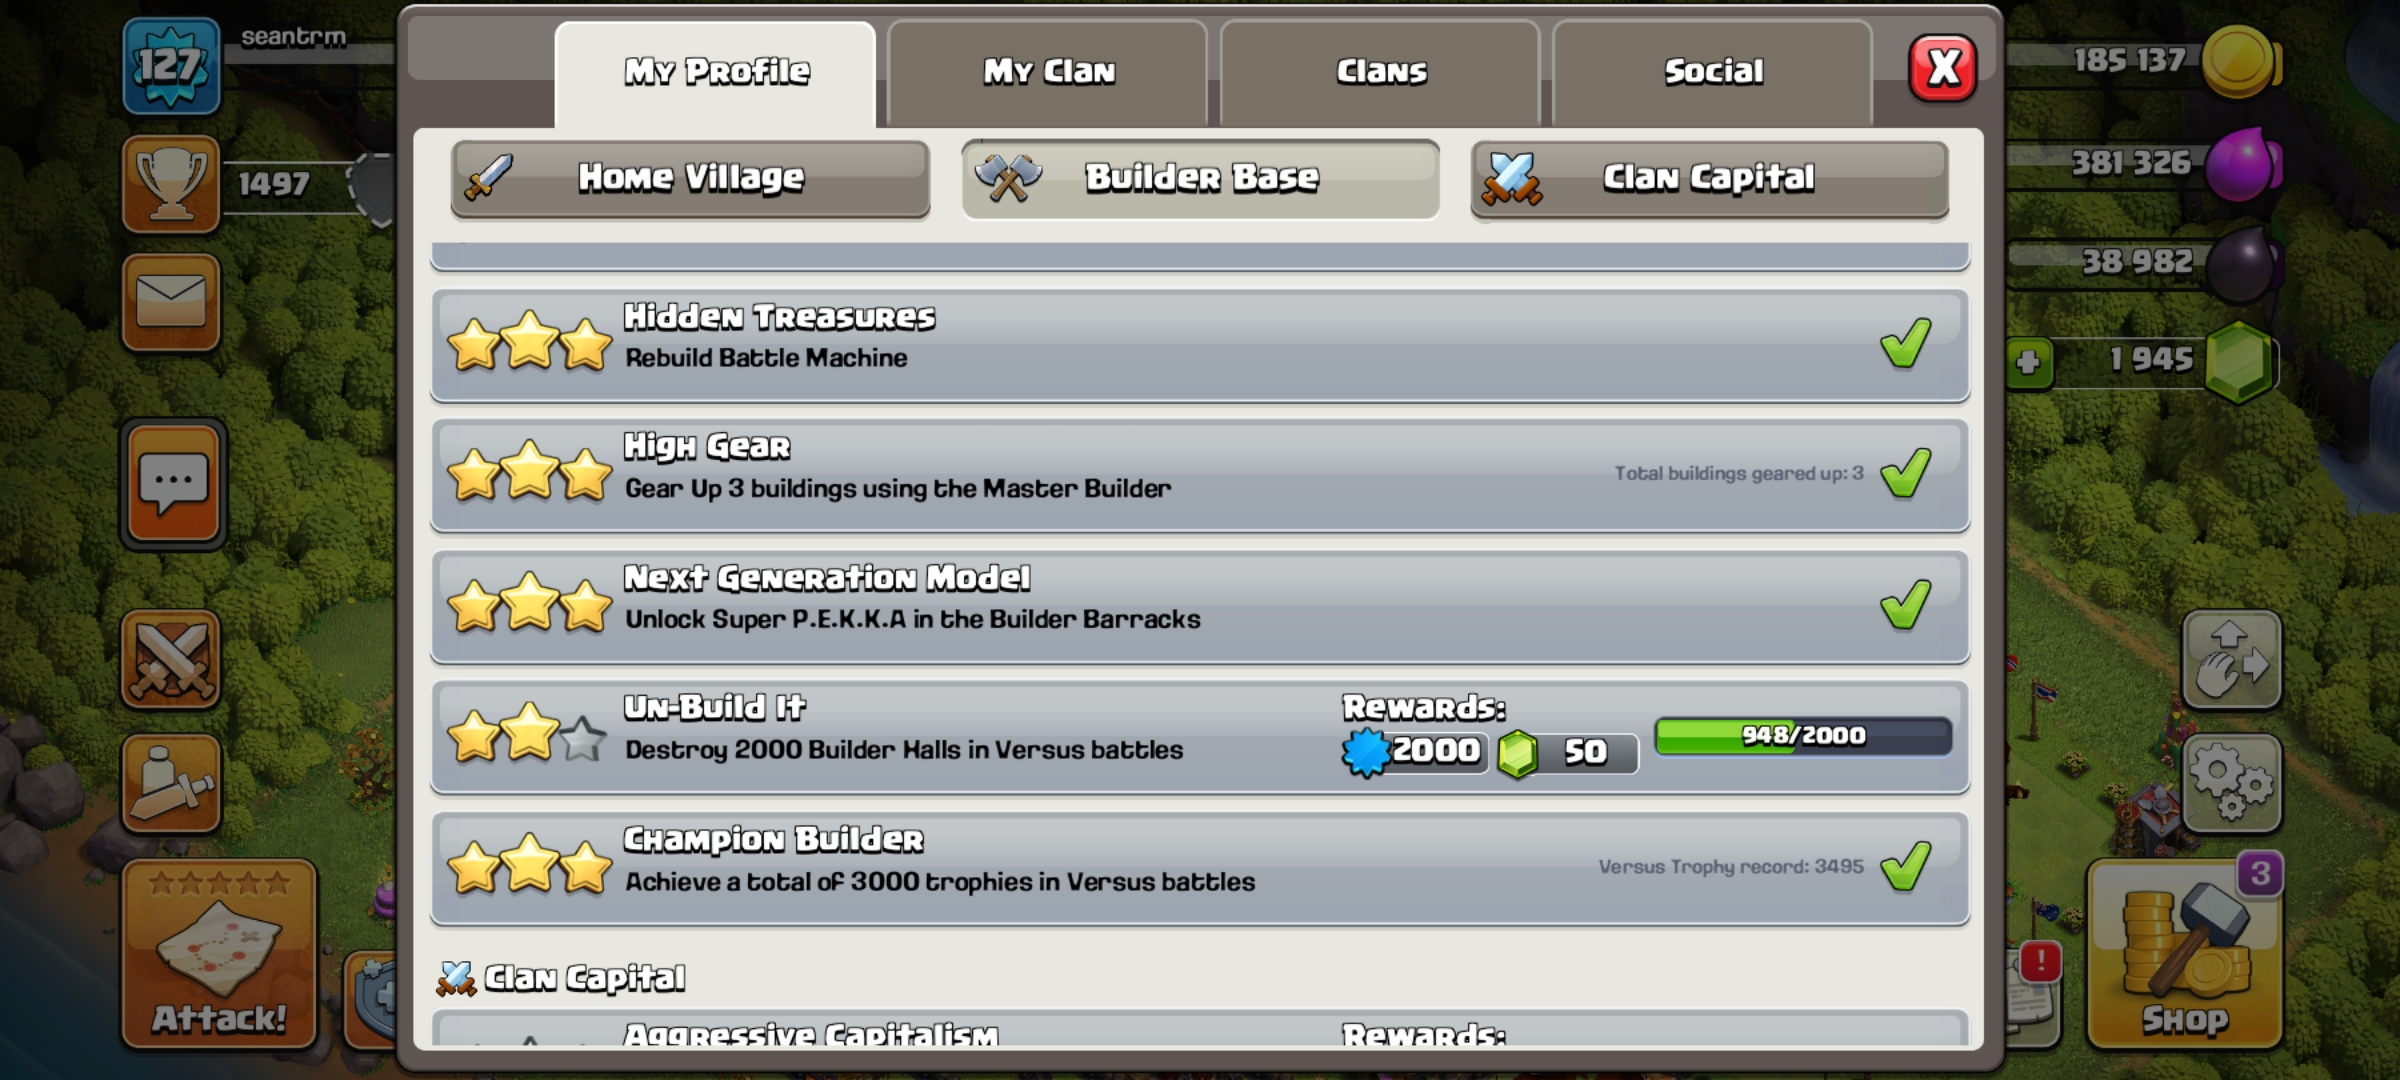 127
seantrm
1497
185 137
381 326
38 982
1 945
My Profile
My Clan
Clans
Social
X
Home Village
Builder Base
Clan Capital
Hidden Treasures
Rebuild Battle Machine
High Gear
Gear Up 3 buildings using the Master Builder
Total buildings geared up: 3
Next Generation Model
Unlock Super P.E.K.K.A in the Builder Barracks
Un-Build It
Destroy 2000 Builder Halls in Versus battles
Rewards:
2000
50
948/2000
Champion Builder
Achieve a total of 3000 trophies in Versus battles
Versus Trophy record: 3495
Clan Capital
Aggressive Capitalism
Rewards:
Attack!
!
3
Shop